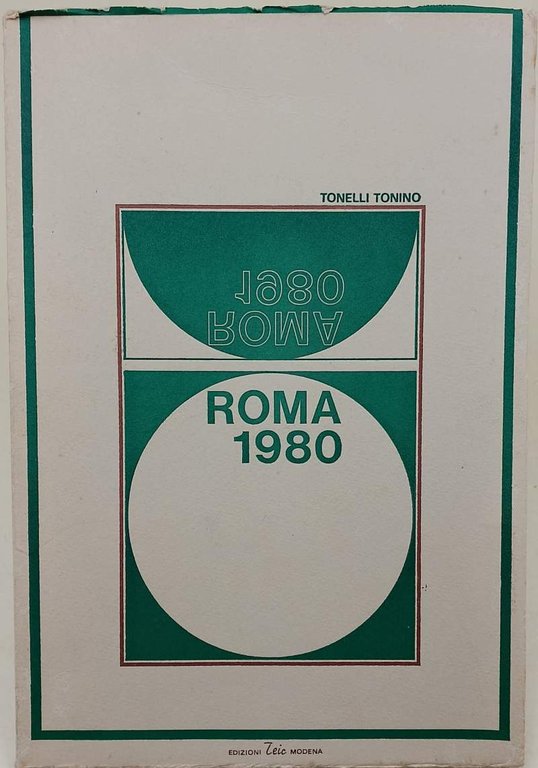 TONELLI TONINO
1980
ROMA
ROMA
1980
EDIZIONI Teic MODENA